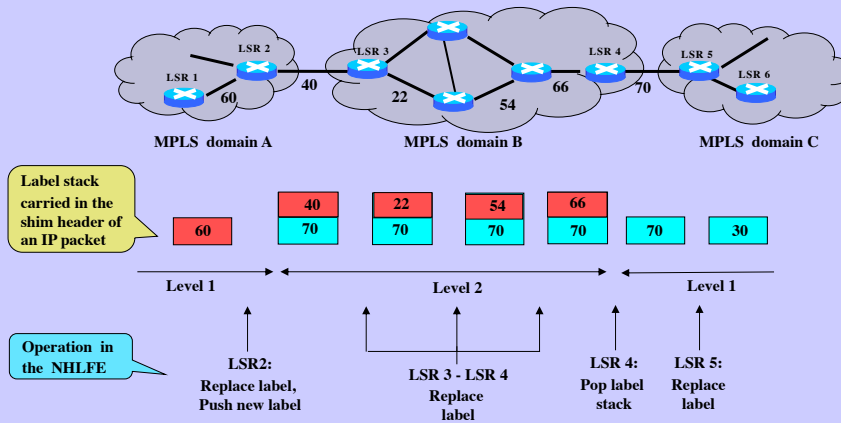 LSR 2
LSR 3
LSR 4
LSR 5
LSR 1
LSR 6
60
40
22
54
66
70
MPLS domain A
MPLS domain B
MPLS domain C
Label stack
carried in the
shim header of
an IP packet
60
40
70
22
70
54
70
66
70
70
30
Level 1
Level 2
Level 1
Operation in
the NHLFE
LSR2:
Replace label,
Push new label
LSR 3 - LSR 4
Replace
label
LSR 4:
Pop label
stack
LSR 5:
Replace
label